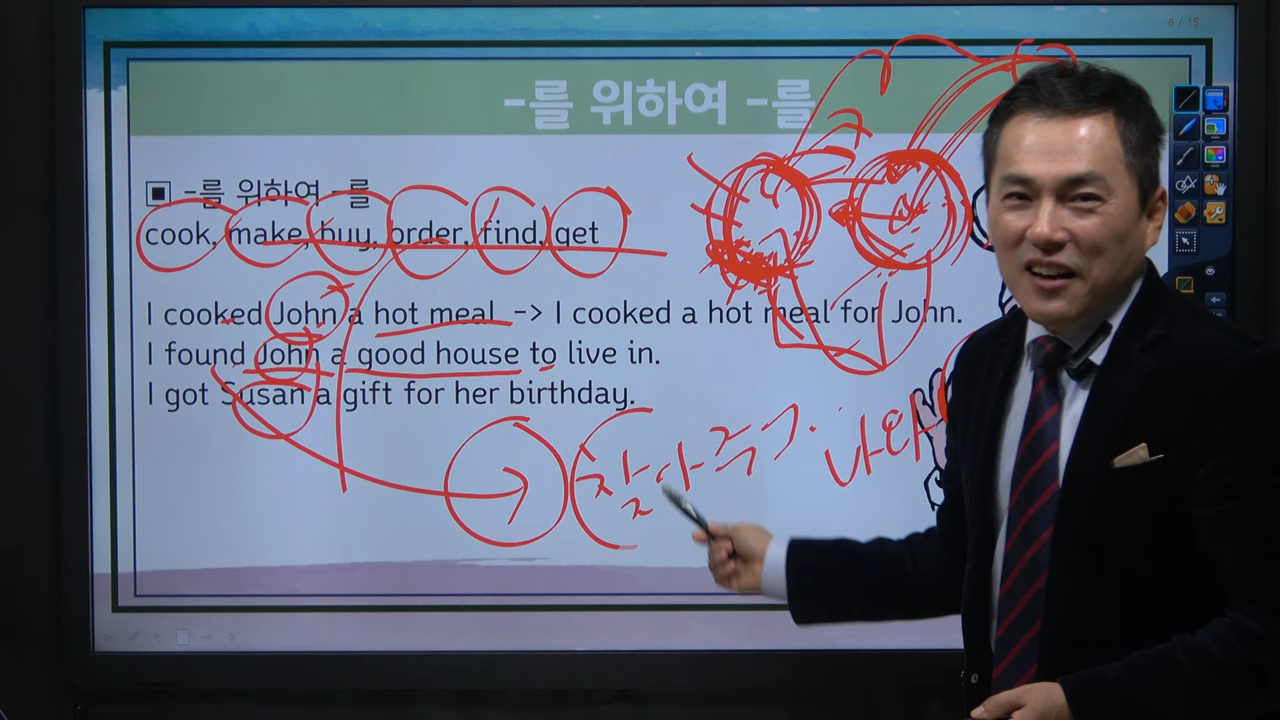 6 / 15
-를 위하여 -를
▣ -를 위하여 -를
cook, make, buy, order, find, get
I cooked John a hot meal -> I cooked a hot meal for John.
I found John a good house to live in.
I got Susan a gift for her birthday.
찾아주기